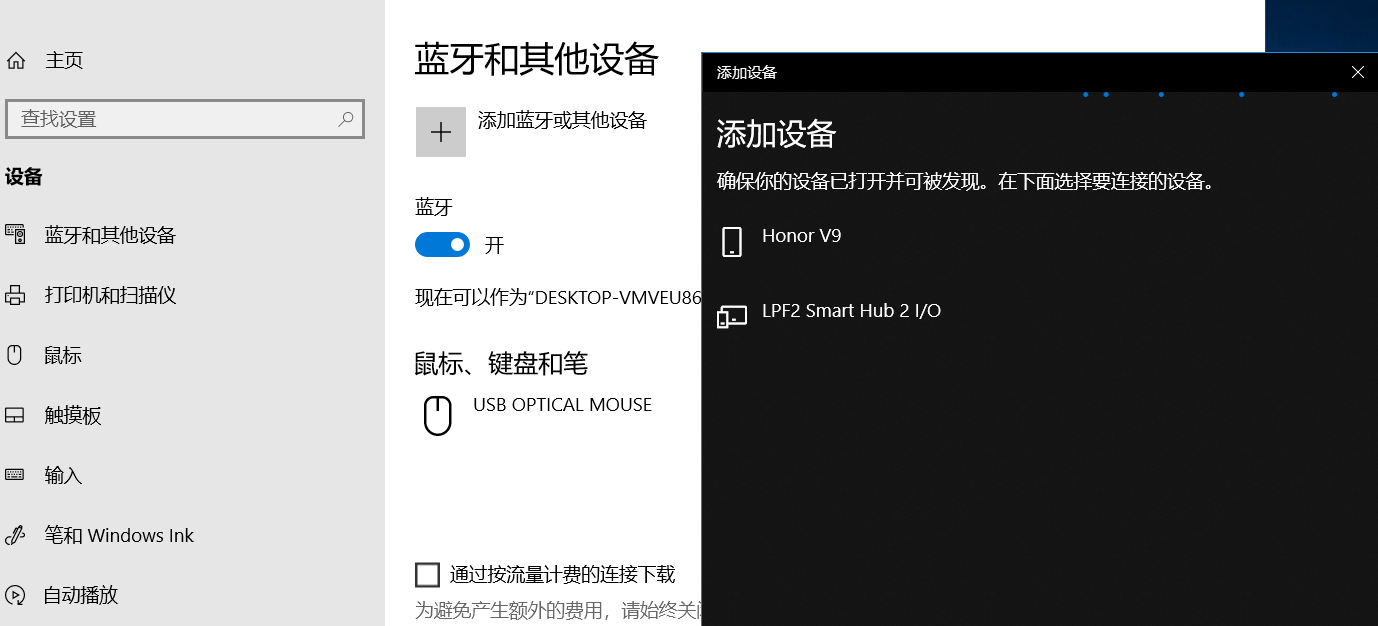 主页
查找设置
设备
蓝牙和其他设备
打印机和扫描仪
鼠标
触摸板
输入
笔和 Windows Ink
自动播放
蓝牙和其他设备
添加蓝牙或其他设备
蓝牙
开
现在可以作为“DESKTOP-VMVEU86
鼠标、键盘和笔
USB OPTICAL MOUSE
通过按流量计费的连接下载
为避免产生额外的费用，请始终关
添加设备
添加设备
确保你的设备已打开并可被发现。在下面选择要连接的设备。
Honor V9
LPF2 Smart Hub 2 I/O